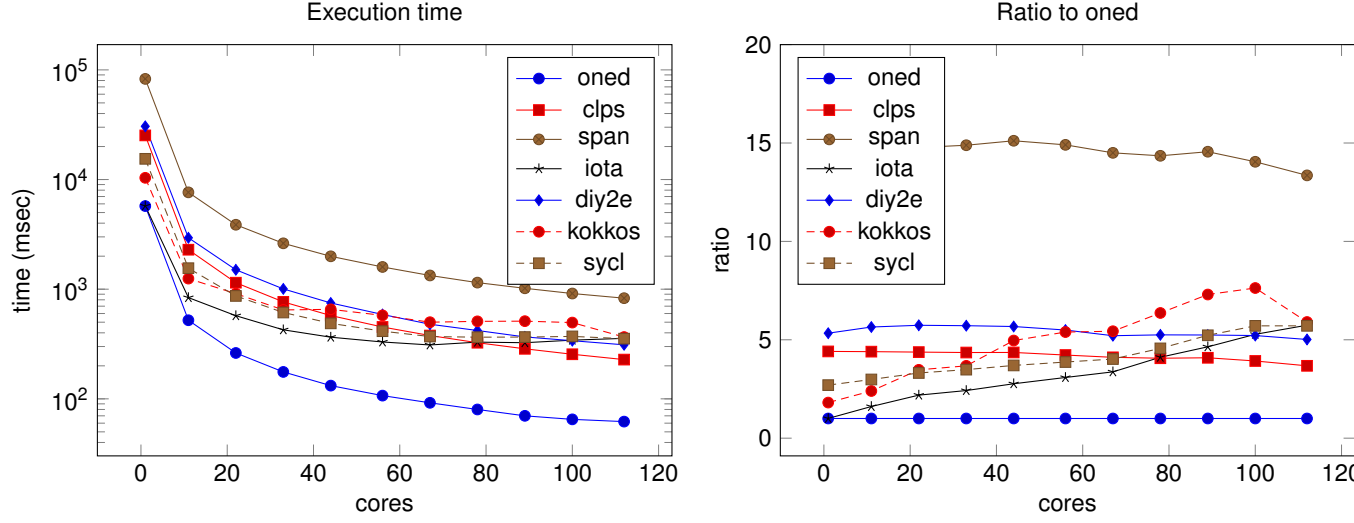 Execution time
10^5
10^4
10^3
10^2
time (msec)
0
20
40
60
80
100
120
cores
oned
clps
span
iota
diy2e
kokkos
sycl
Ratio to oned
20
15
10
5
0
ratio
0
20
40
60
80
100
120
cores
oned
clps
span
iota
diy2e
kokkos
sycl